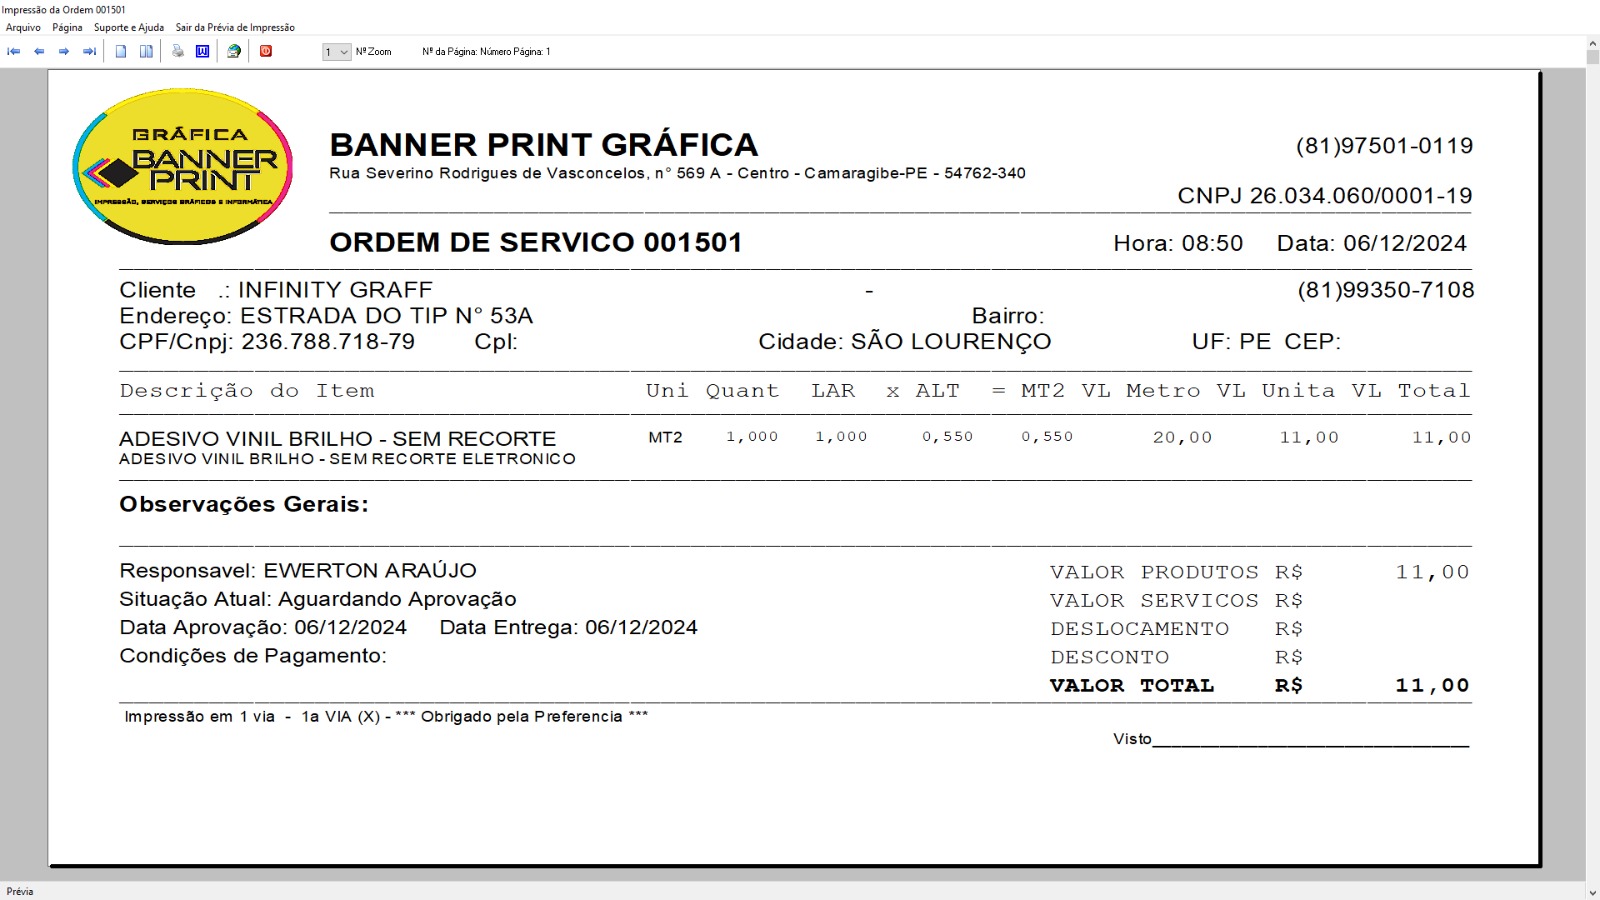 Impressão da Ordem 001501
Arquivo Página Suporte e Ajuda Sair da Prévia de Impressão
1 Nº Zoom Nº da Página: Número Página: 1
GRÁFICA
BANNER
PRINT
IMPRESSÃO, SERVIÇOS GRÁFICOS E INFORMÁTICA
BANNER PRINT GRÁFICA (81)97501-0119
Rua Severino Rodrigues de Vasconcelos, n° 569 A - Centro - Camaragibe-PE - 54762-340
CNPJ 26.034.060/0001-19
ORDEM DE SERVICO 001501 Hora: 08:50 Data: 06/12/2024
Cliente .: INFINITY GRAFF - (81)99350-7108
Endereço: ESTRADA DO TIP N° 53A Bairro:
CPF/Cnpj: 236.788.718-79 Cpl: Cidade: SÃO LOURENÇO UF: PE CEP:
Descrição do Item Uni Quant LAR x ALT = MT2 VL Metro VL Unita VL Total
ADESIVO VINIL BRILHO - SEM RECORTE MT2 1,000 1,000 0,550 0,550 20,00 11,00 11,00
ADESIVO VINIL BRILHO - SEM RECORTE ELETRONICO
Observações Gerais:
Responsavel: EWERTON ARAÚJO VALOR PRODUTOS R$ 11,00
Situação Atual: Aguardando Aprovação VALOR SERVICOS R$
Data Aprovação: 06/12/2024 Data Entrega: 06/12/2024 DESLOCAMENTO R$
Condições de Pagamento: DESCONTO R$
VALOR TOTAL R$ 11,00
Impressão em 1 via - 1a VIA (X) - *** Obrigado pela Preferencia ***
Visto
Prévia